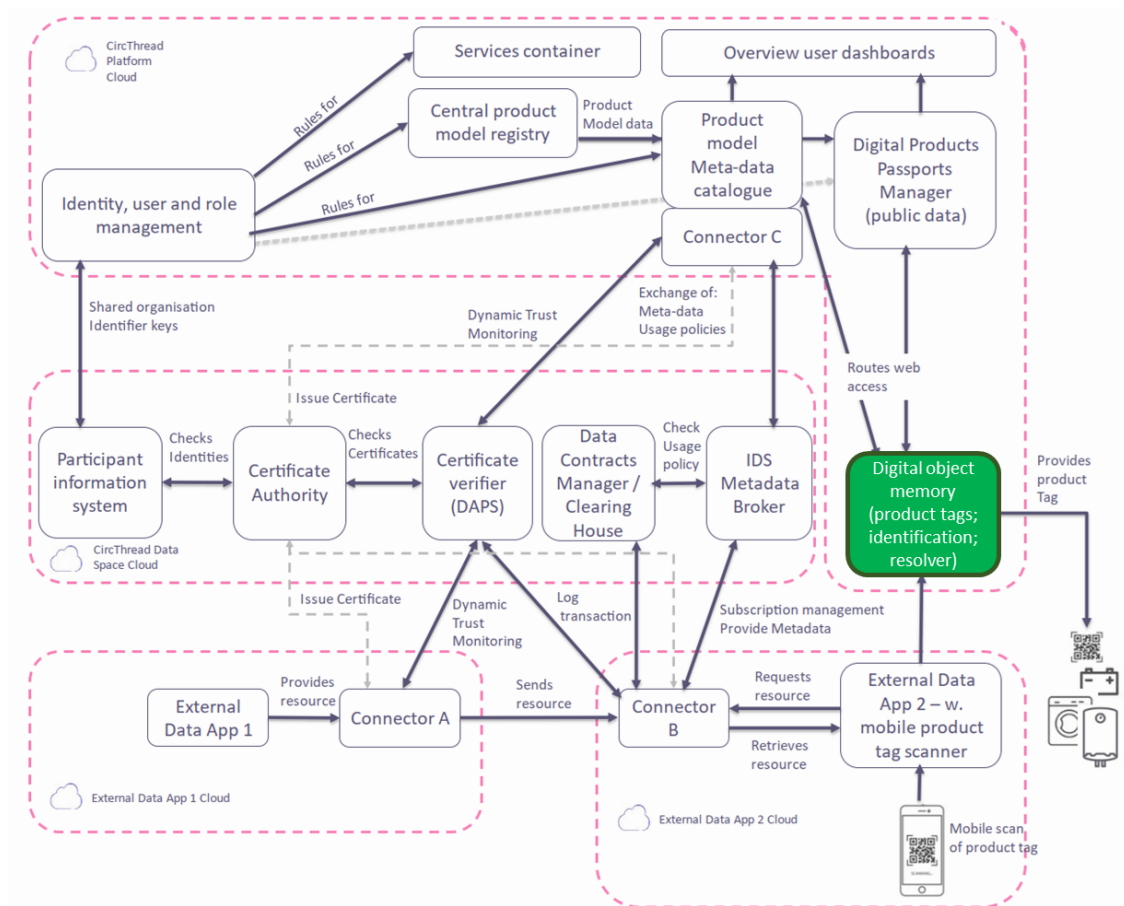 CircThread
Platform
Cloud
Services container
Overview user dashboards
Rules for
Central product
model registry
Product
Model data
Product
model
Meta-data
catalogue
Digital Products
Passports
Manager
(public data)
Rules for
Rules for
Identity, user and role
management
Connector C
Shared organisation
Identifier keys
Dynamic Trust
Monitoring
Exchange of:
Meta-data
Usage policies
Routes web
access
Issue Certificate
Participant
information
system
Checks
Identities
Certificate
Authority
Checks
Certificates
Certificate
verifier
(DAPS)
Data
Contracts
Manager /
Clearing
House
Check
Usage
policy
IDS
Metadata
Broker
Digital object
memory
(product tags;
identification;
resolver)
Provides
product
Tag
CircThread Data
Space Cloud
Issue Certificate
Dynamic
Trust
Monitoring
Log
transaction
Subscription management
Provide Metadata
External
Data App 1
Provides
resource
Connector A
Sends
resource
Connector
B
Requests
resource
Retrieves
resource
External Data
App 2 – w.
mobile product
tag scanner
External Data App 1 Cloud
External Data App 2 Cloud
Mobile scan
of product tag